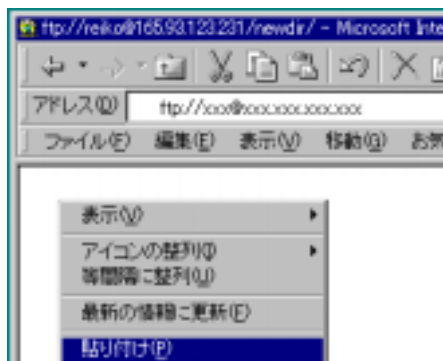 ftp://reiko@165.93.123.231/newdir/ - Microsoft Inte
アドレス(D) ftp://xxx@xxx.xxx.xxx.xxx
ファイル(F) 編集(E) 表示(V) 移動(G) お気
表示(V)
アイコンの整列(I)
等間隔に整列(U)
最新の情報に更新(E)
貼り付け(P)